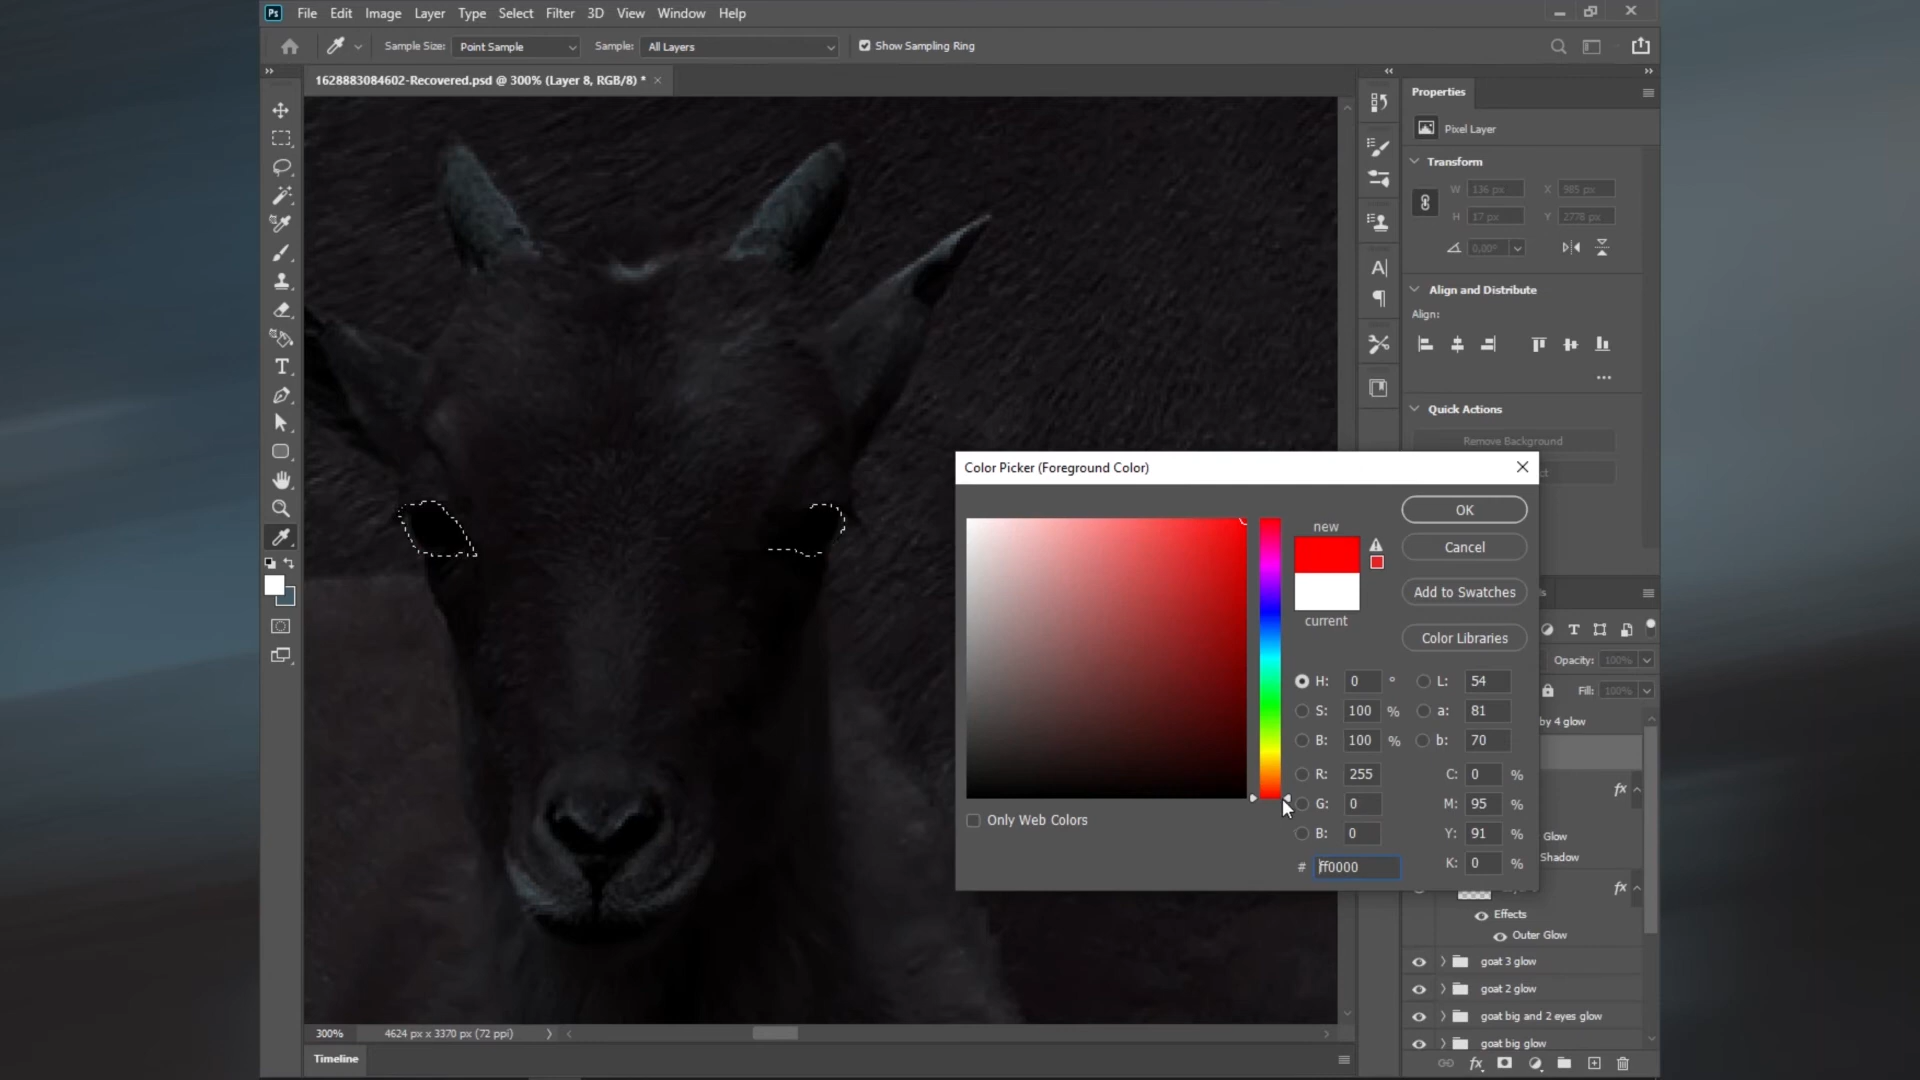 Ps File Edit Image Layer Type Select Filter 3D View Window Help
Sample Size: Point Sample Sample: All Layers Show Sampling Ring
1628883084602-Recovered.psd @ 300% (Layer 8, RGB/8) *
Properties
Pixel Layer
Transform
W 136 px X 985 px
H 17 px Y 2778 px
0,00°
Align and Distribute
Align:
Quick Actions
Remove Background
Color Picker (Foreground Color)
new
current
OK
Cancel
Add to Swatches
Color Libraries
H: 0 ° L: 54
S: 100 % a: 81
B: 100 % b: 70
R: 255 C: 0 %
G: 0 M: 95 %
B: 0 Y: 91 %
# ff0000 K: 0 %
Only Web Colors
Opacity: 100%
Fill: 100%
by 4 glow
fx
Glow
Shadow
fx
Effects
Outer Glow
goat 3 glow
goat 2 glow
goat big and 2 eyes glow
goat big glow
fx
300% 4624 px x 3370 px (72 ppi)
Timeline